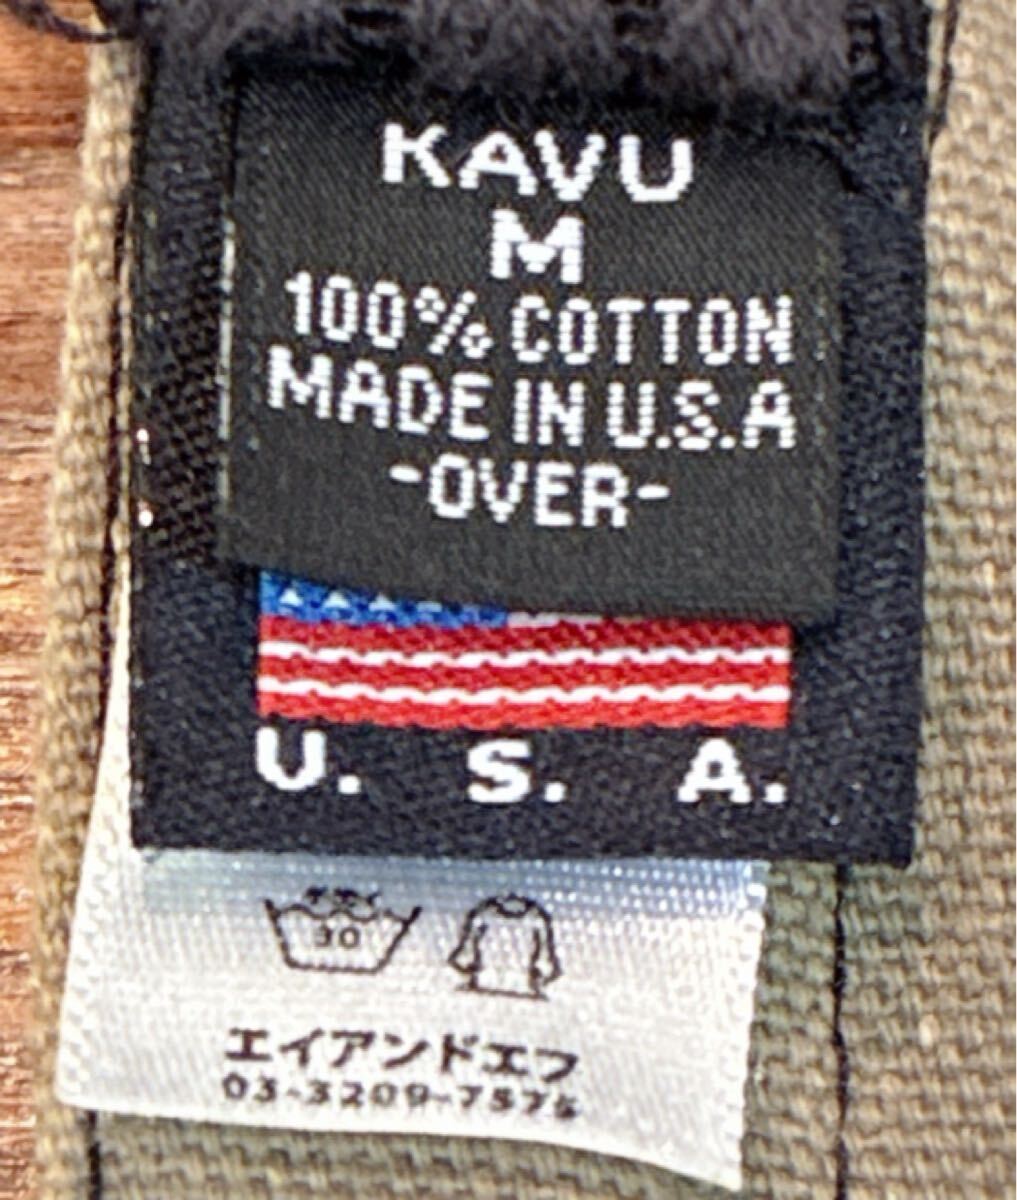 KAVU
M
100% COTTON
MADE IN U.S.A
-OVER-
U. S. A.
30
エイアンドエフ
03-3209-7575